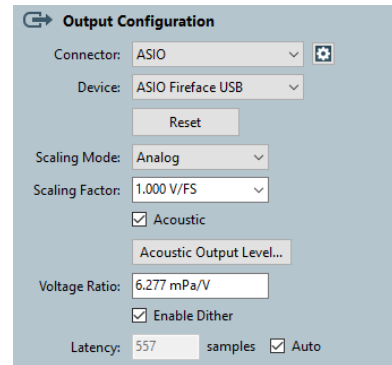 Output Configuration
Connector: ASIO
Device: ASIO Fireface USB
Reset
Scaling Mode: Analog
Scaling Factor: 1.000 V/FS
Acoustic
Acoustic Output Level...
Voltage Ratio: 6.277 mPa/V
Enable Dither
Latency: 557 samples Auto